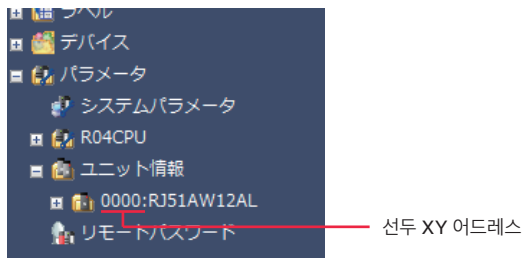 ラベル
デバイス
パラメータ
システムパラメータ
R04CPU
ユニット情報
0000:RJ51AW12AL
선두 XY 어드레스
リモートパスワード